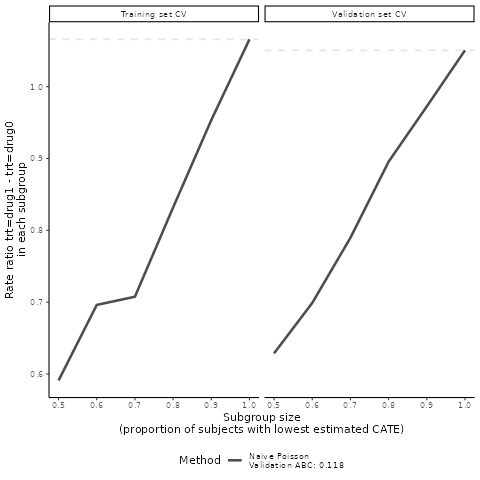 Training set CV
Validation set CV
Rate ratio trt=drug1 - trt=drug0
in each subgroup
1.0
0.9
0.8
0.7
0.6
0.5 0.6 0.7 0.8 0.9 1.0
0.5 0.6 0.7 0.8 0.9 1.0
Subgroup size
(proportion of subjects with lowest estimated CATE)
Method
Naive Poisson
Validation ABC: 0.118